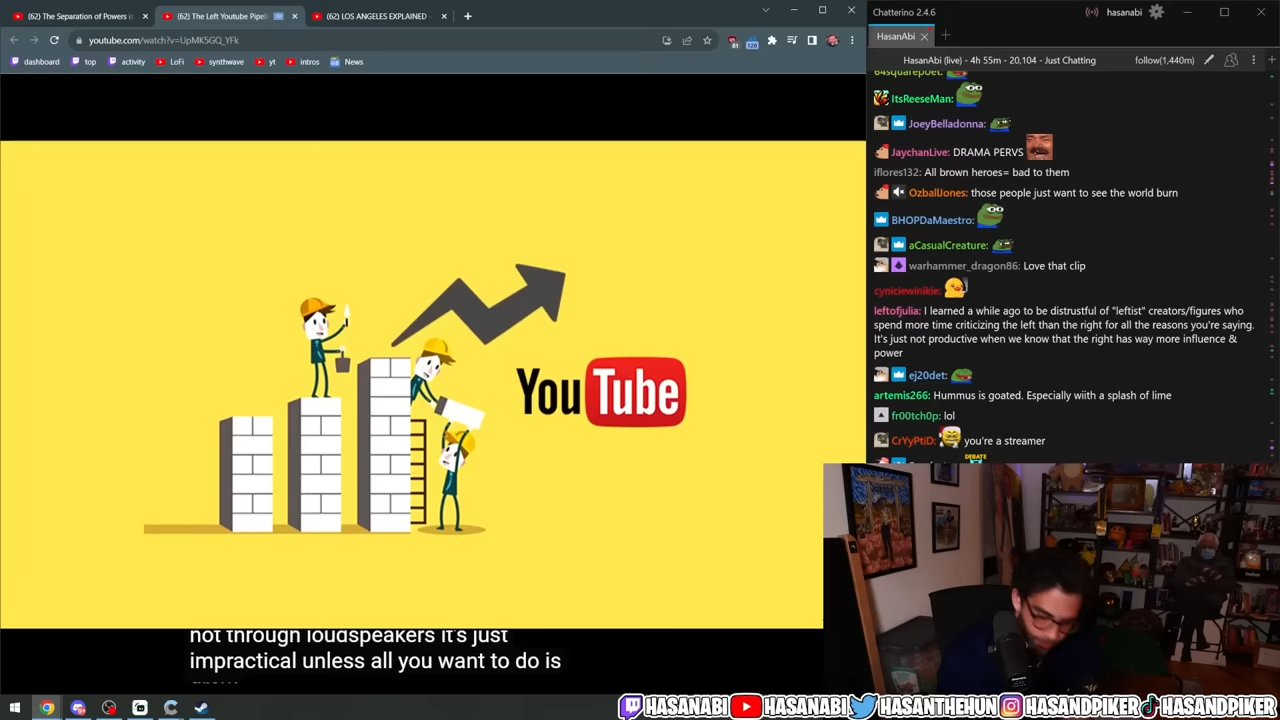 (62) The Separation of Powers i
(62) The Left Youtube Pipel
(62) LOS ANGELES EXPLAINED -
youtube.com/watch?v=UpMK5GQ_YFk
81
120
dashboard
top
activity
LoFi
synthwave
yt
intros
News
YouTube
not through loudspeakers it's just
impractical unless all you want to do is
Chatterino 2.4.6
hasanabi
HasanAbi
HasanAbi (live) - 4h 55m - 20,104 - Just Chatting
follow(1,440m)
64squarepoet:
ItsReeseMan:
JoeyBelladonna:
JaychanLive: DRAMA PERVS
iflores132: All brown heroes= bad to them
OzballJones: those people just want to see the world burn
BHOPDaMaestro:
aCasualCreature:
warhammer_dragon86: Love that clip
cyniciewinikie:
leftofjulia: I learned a while ago to be distrustful of "leftist" creators/figures who
spend more time criticizing the left than the right for all the reasons you're saying.
It's just not productive when we know that the right has way more influence &
power
ej20det:
artemis266: Hummus is goated. Especially wiith a splash of lime
fr00tch0p: lol
CrYyPtiD: you're a streamer
DEBATE
HASANABI
HASANABI
HASANTHEHUN
HASANDPIKER
HASANDPIKER